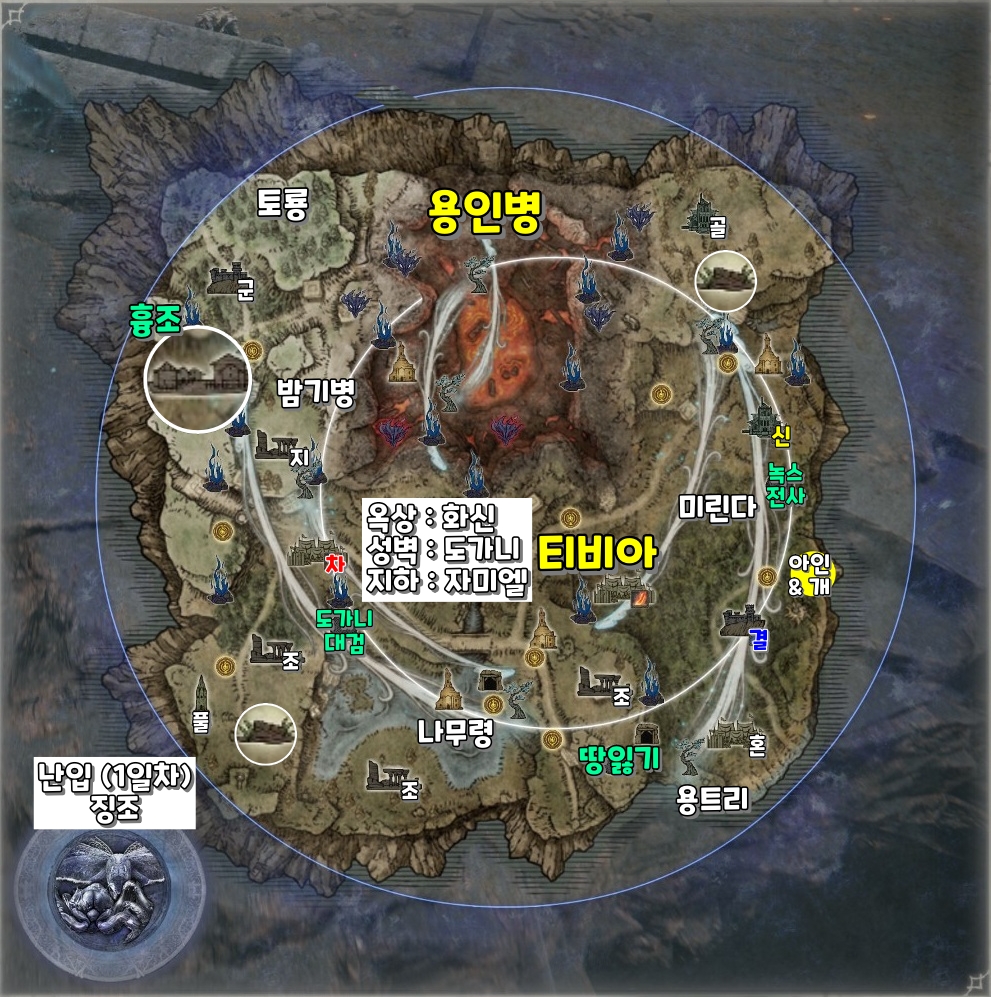 토룡
용인병
골
군
흉조
밤기병
신
지
녹스
전사
미린다
옥상 : 화신
성벽 : 도가니
지하 : 자미엘
티비아
차
아인
& 개
도가니
대검
결
조
조
풀
나무령
땅잃기
혼
조
용트리
난입 (1일차)
징조